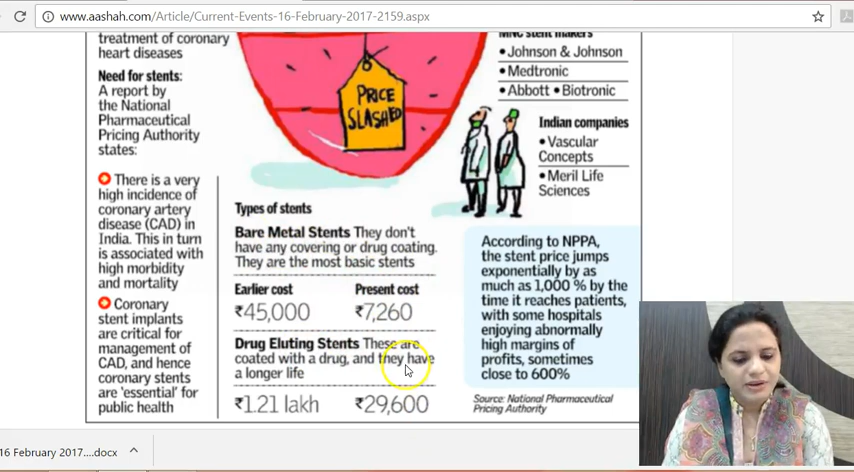 www.aashah.com/Article/Current-Events-16-February-2017-2159.aspx
treatment of coronary
heart diseases
Need for stents:
A report by
the National
Pharmaceutical
Pricing Authority
states:
There is a very
high incidence of
coronary artery
disease (CAD) in
India. This in turn
is associated with
high morbidity
and mortality
Coronary
stent implants
are critical for
management of
CAD, and hence
coronary stents
are 'essential' for
public health
PRICE
SLASHED
Types of stents
Bare Metal Stents They don't
have any covering or drug coating.
They are the most basic stents
Earlier cost Present cost
₹45,000 ₹7,260
Drug Eluting Stents These are
coated with a drug, and they have
a longer life
₹1.21 lakh ₹29,600
MNC stent makers
• Johnson & Johnson
• Medtronic
• Abbott • Biotronic
Indian companies
• Vascular
Concepts
• Meril Life
Sciences
According to NPPA,
the stent price jumps
exponentially by as
much as 1,000 % by the
time it reaches patients,
with some hospitals
enjoying abnormally
high margins of
profits, sometimes
close to 600%
Source: National Pharmaceutical
Pricing Authority
16 February 2017....docx